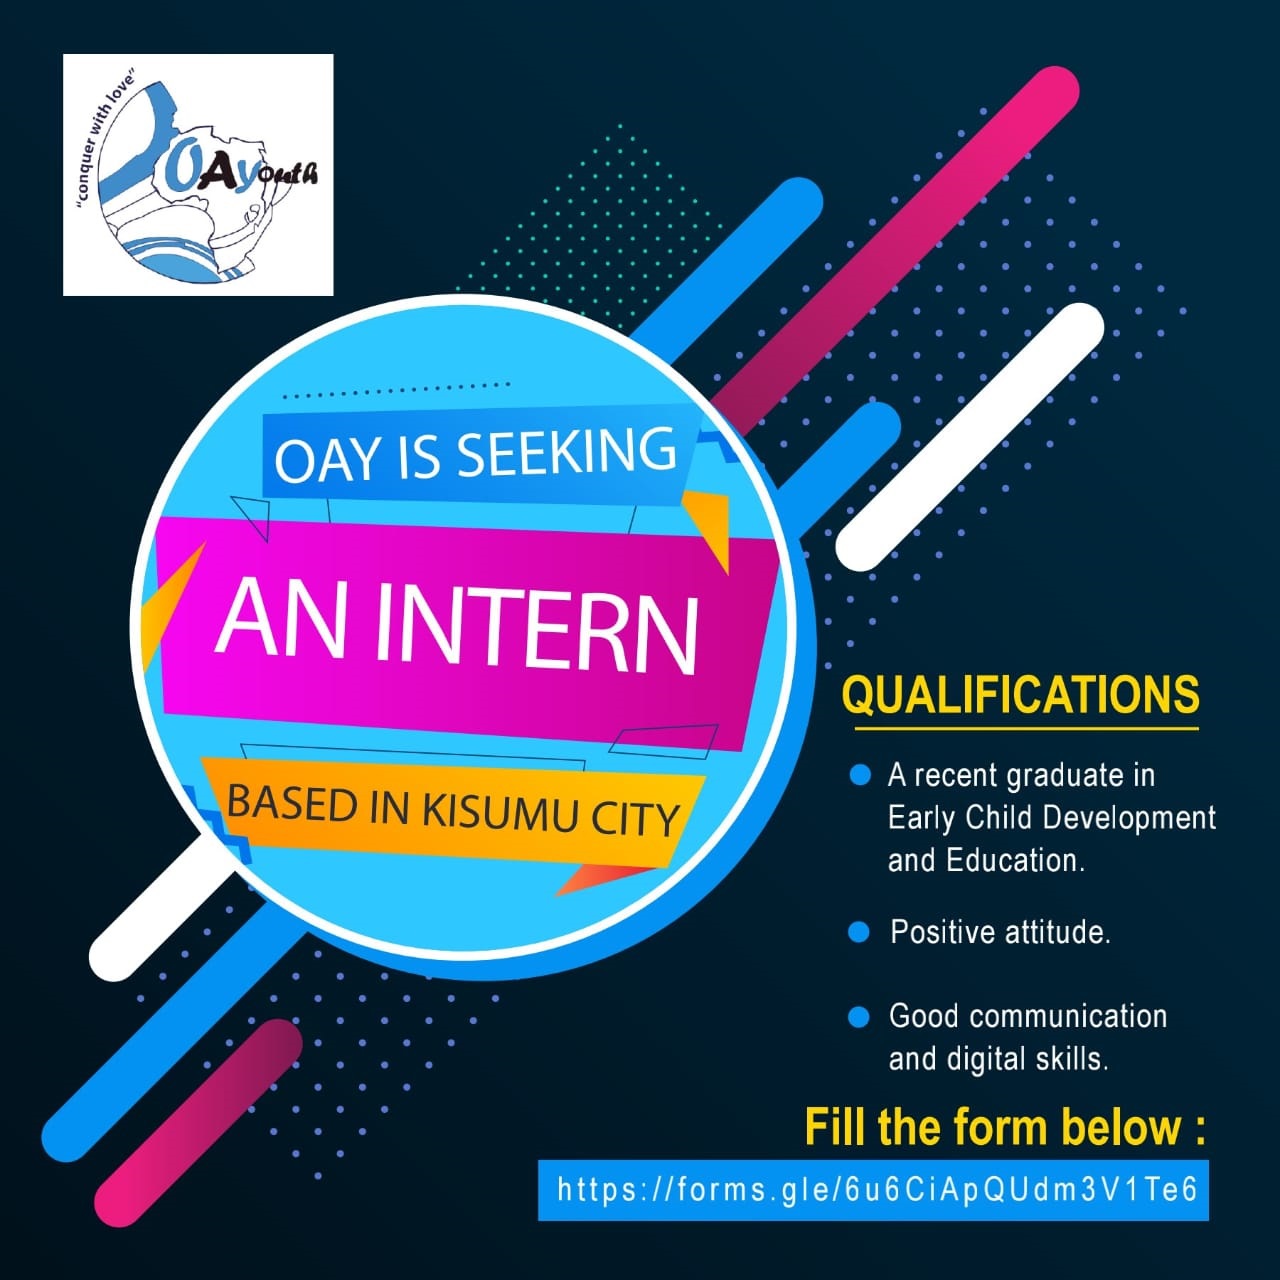 "conquer with love"
OAYouth
OAY IS SEEKING
AN INTERN
BASED IN KISUMU CITY
QUALIFICATIONS
A recent graduate in
Early Child Development
and Education.
Positive attitude.
Good communication
and digital skills.
Fill the form below :
https://forms.gle/6u6CiApQUdm3V1Te6